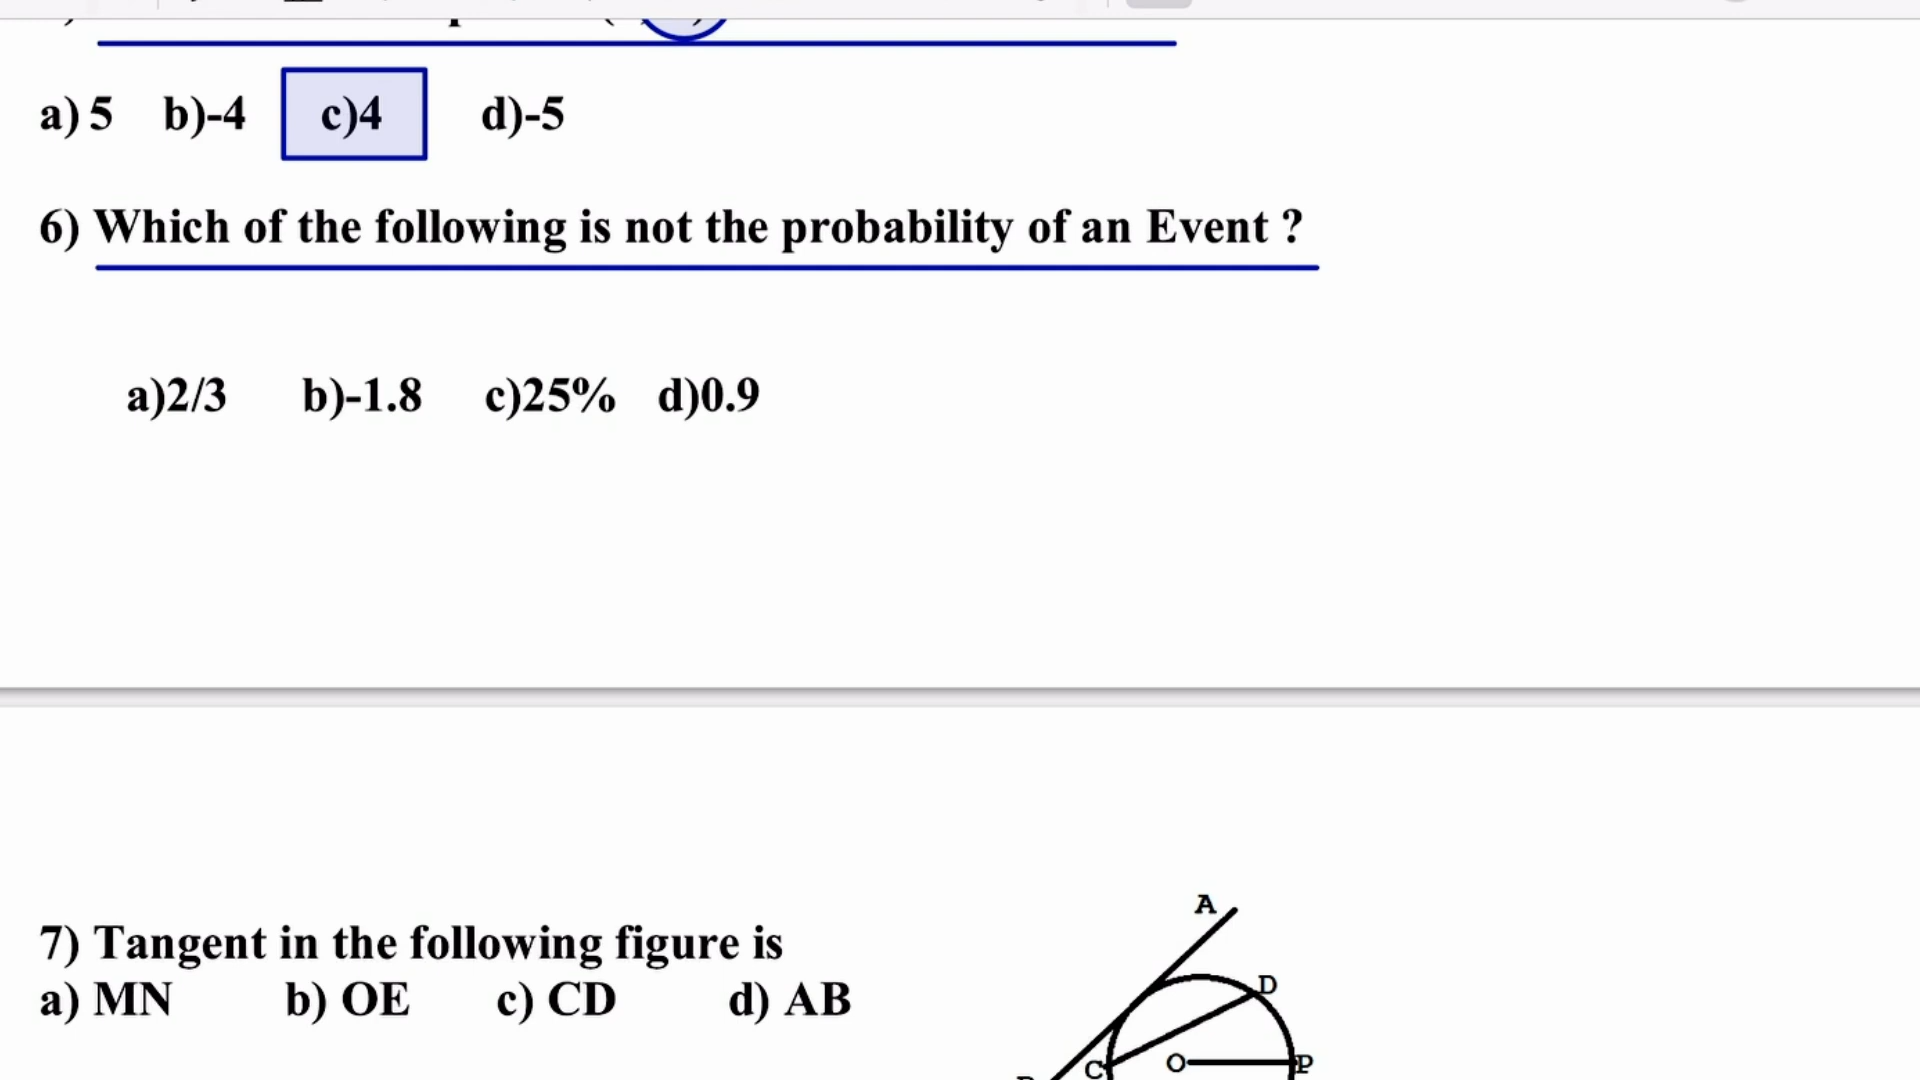 a) 5 b)-4 c)4 d)-5
6) Which of the following is not the probability of an Event ?
a)2/3 b)-1.8 c)25% d)0.9
7) Tangent in the following figure is
a) MN b) OE c) CD d) AB
A
D
C O P